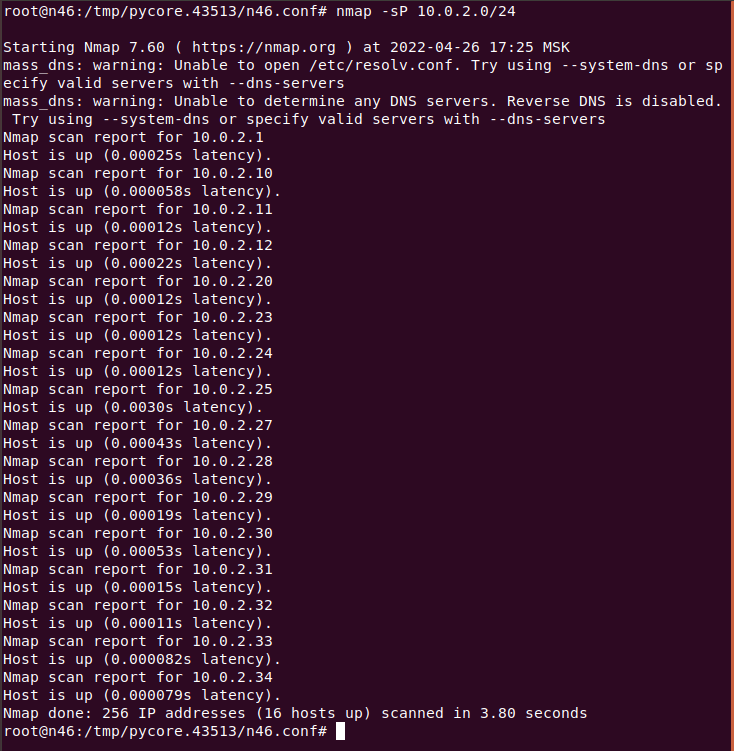 root@n46:/tmp/pycore.43513/n46.conf# nmap -sP 10.0.2.0/24
Starting Nmap 7.60 ( https://nmap.org ) at 2022-04-26 17:25 MSK
mass_dns: warning: Unable to open /etc/resolv.conf. Try using --system-dns or sp
ecify valid servers with --dns-servers
mass_dns: warning: Unable to determine any DNS servers. Reverse DNS is disabled.
 Try using --system-dns or specify valid servers with --dns-servers
Nmap scan report for 10.0.2.1
Host is up (0.00025s latency).
Nmap scan report for 10.0.2.10
Host is up (0.000058s latency).
Nmap scan report for 10.0.2.11
Host is up (0.00012s latency).
Nmap scan report for 10.0.2.12
Host is up (0.00022s latency).
Nmap scan report for 10.0.2.20
Host is up (0.00012s latency).
Nmap scan report for 10.0.2.23
Host is up (0.00012s latency).
Nmap scan report for 10.0.2.24
Host is up (0.00012s latency).
Nmap scan report for 10.0.2.25
Host is up (0.0030s latency).
Nmap scan report for 10.0.2.27
Host is up (0.00043s latency).
Nmap scan report for 10.0.2.28
Host is up (0.00036s latency).
Nmap scan report for 10.0.2.29
Host is up (0.00019s latency).
Nmap scan report for 10.0.2.30
Host is up (0.00053s latency).
Nmap scan report for 10.0.2.31
Host is up (0.00015s latency).
Nmap scan report for 10.0.2.32
Host is up (0.00011s latency).
Nmap scan report for 10.0.2.33
Host is up (0.000082s latency).
Nmap scan report for 10.0.2.34
Host is up (0.000079s latency).
Nmap done: 256 IP addresses (16 hosts up) scanned in 3.80 seconds
root@n46:/tmp/pycore.43513/n46.conf#